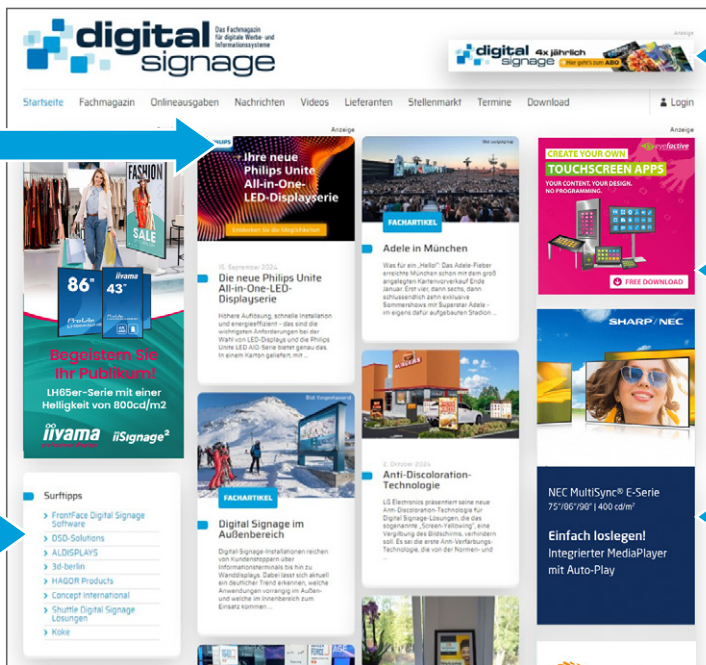 digital
signage
Das Fachmagazin
für digitale Werbe- und
Informationssysteme
Anzeige
digital
signage
4x jährlich
Hier geht's zum ABO
Startseite Fachmagazin Onlineausgaben Nachrichten Videos Lieferanten Stellenmarkt Termine Download Login
FASHION
SALE
86"
iiyama
43"
ProLite
Begeistern Sie
Ihr Publikum!
LH65er-Serie mit einer
Helligkeit von 800cd/m2
iiyama
iiSignage²
Surftipps
FrontFace Digital Signage
Software
DSD-Solutions
ALDISPLAYS
3d-berlin
HAGOR Products
Concept International
Shuttle Digital Signage
Lösungen
Koke
Anzeige
Ihre neue
Philips Unite
All-in-One-
LED-Displayserie
Entdecken Sie die Möglichkeiten
15. September 2024
Die neue Philips Unite
All-in-One-LED-
Displayserie
Höhere Auflösung, schnelle Installation
und energieeffizient - das sind die
wichtigsten Anforderungen bei der
Wahl von LED-Displays und die Philips
Unite LED AIO-Serie bietet genau das.
In einem Karton geliefert, mit ...
FACHARTIKEL
Digital Signage im
Außenbereich
Digital-Signage-Installationen reichen
von Kundenstoppern über
Informationsterminals bis hin zu
Wanddisplays. Dabei lässt sich aktuell
ein deutlicher Trend erkennen, welche
Anwendungen vorrangig im Außen-
und welche im Innenbereich zum
Einsatz kommen ...
FACHARTIKEL
Adele in München
Was für ein „Hello“: Das Adele-Fieber
erreichte München schon mit dem groß
angelegten Kartenvorverkauf Ende
Januar. Erst vier, dann sechs, dann
schlussendlich zehn exklusive
Sommershows mit Superstar Adele -
im eigens dafür aufgebauten Stadion ...
2. Oktober 2024
Anti-Discoloration-
Technologie
LG Electronics präsentiert seine neue
Anti-Discoloration-Technologie für
Digital Signage-Lösungen, die das
sogenannte „Screen-Yellowing“, eine
Vergilbung des Bildschirms, verhindern
soll. Es sei die erste Anti-Verfärbungs-
Technologie, die von der Normen- und
...
Anzeige
eyefactive
CREATE YOUR OWN
TOUCHSCREEN APPS
YOUR CONTENT. YOUR DESIGN.
NO PROGRAMMING.
FREE DOWNLOAD
SHARP/NEC
NEC MultiSync® E-Serie
75"/86"/98" | 400 cd/m²
Einfach loslegen!
Integrierter MediaPlayer
mit Auto-Play